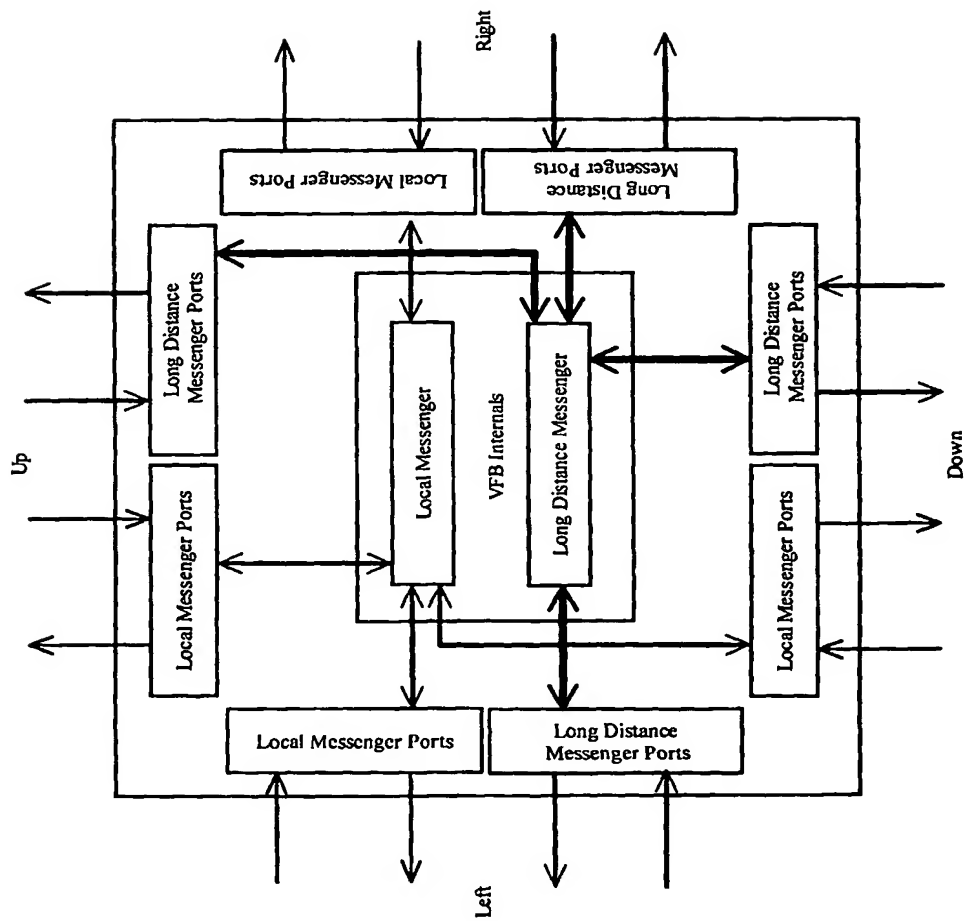 Up
Local Messenger Ports
Long Distance
Messenger Ports
Local Messenger Ports
Long Distance
Messenger Ports
Local Messenger
VFB Internals
Long Distance Messenger
Local Messenger Ports
Long Distance
Messenger Ports
Local Messenger Ports
Long Distance
Messenger Ports
Left
Right
Down